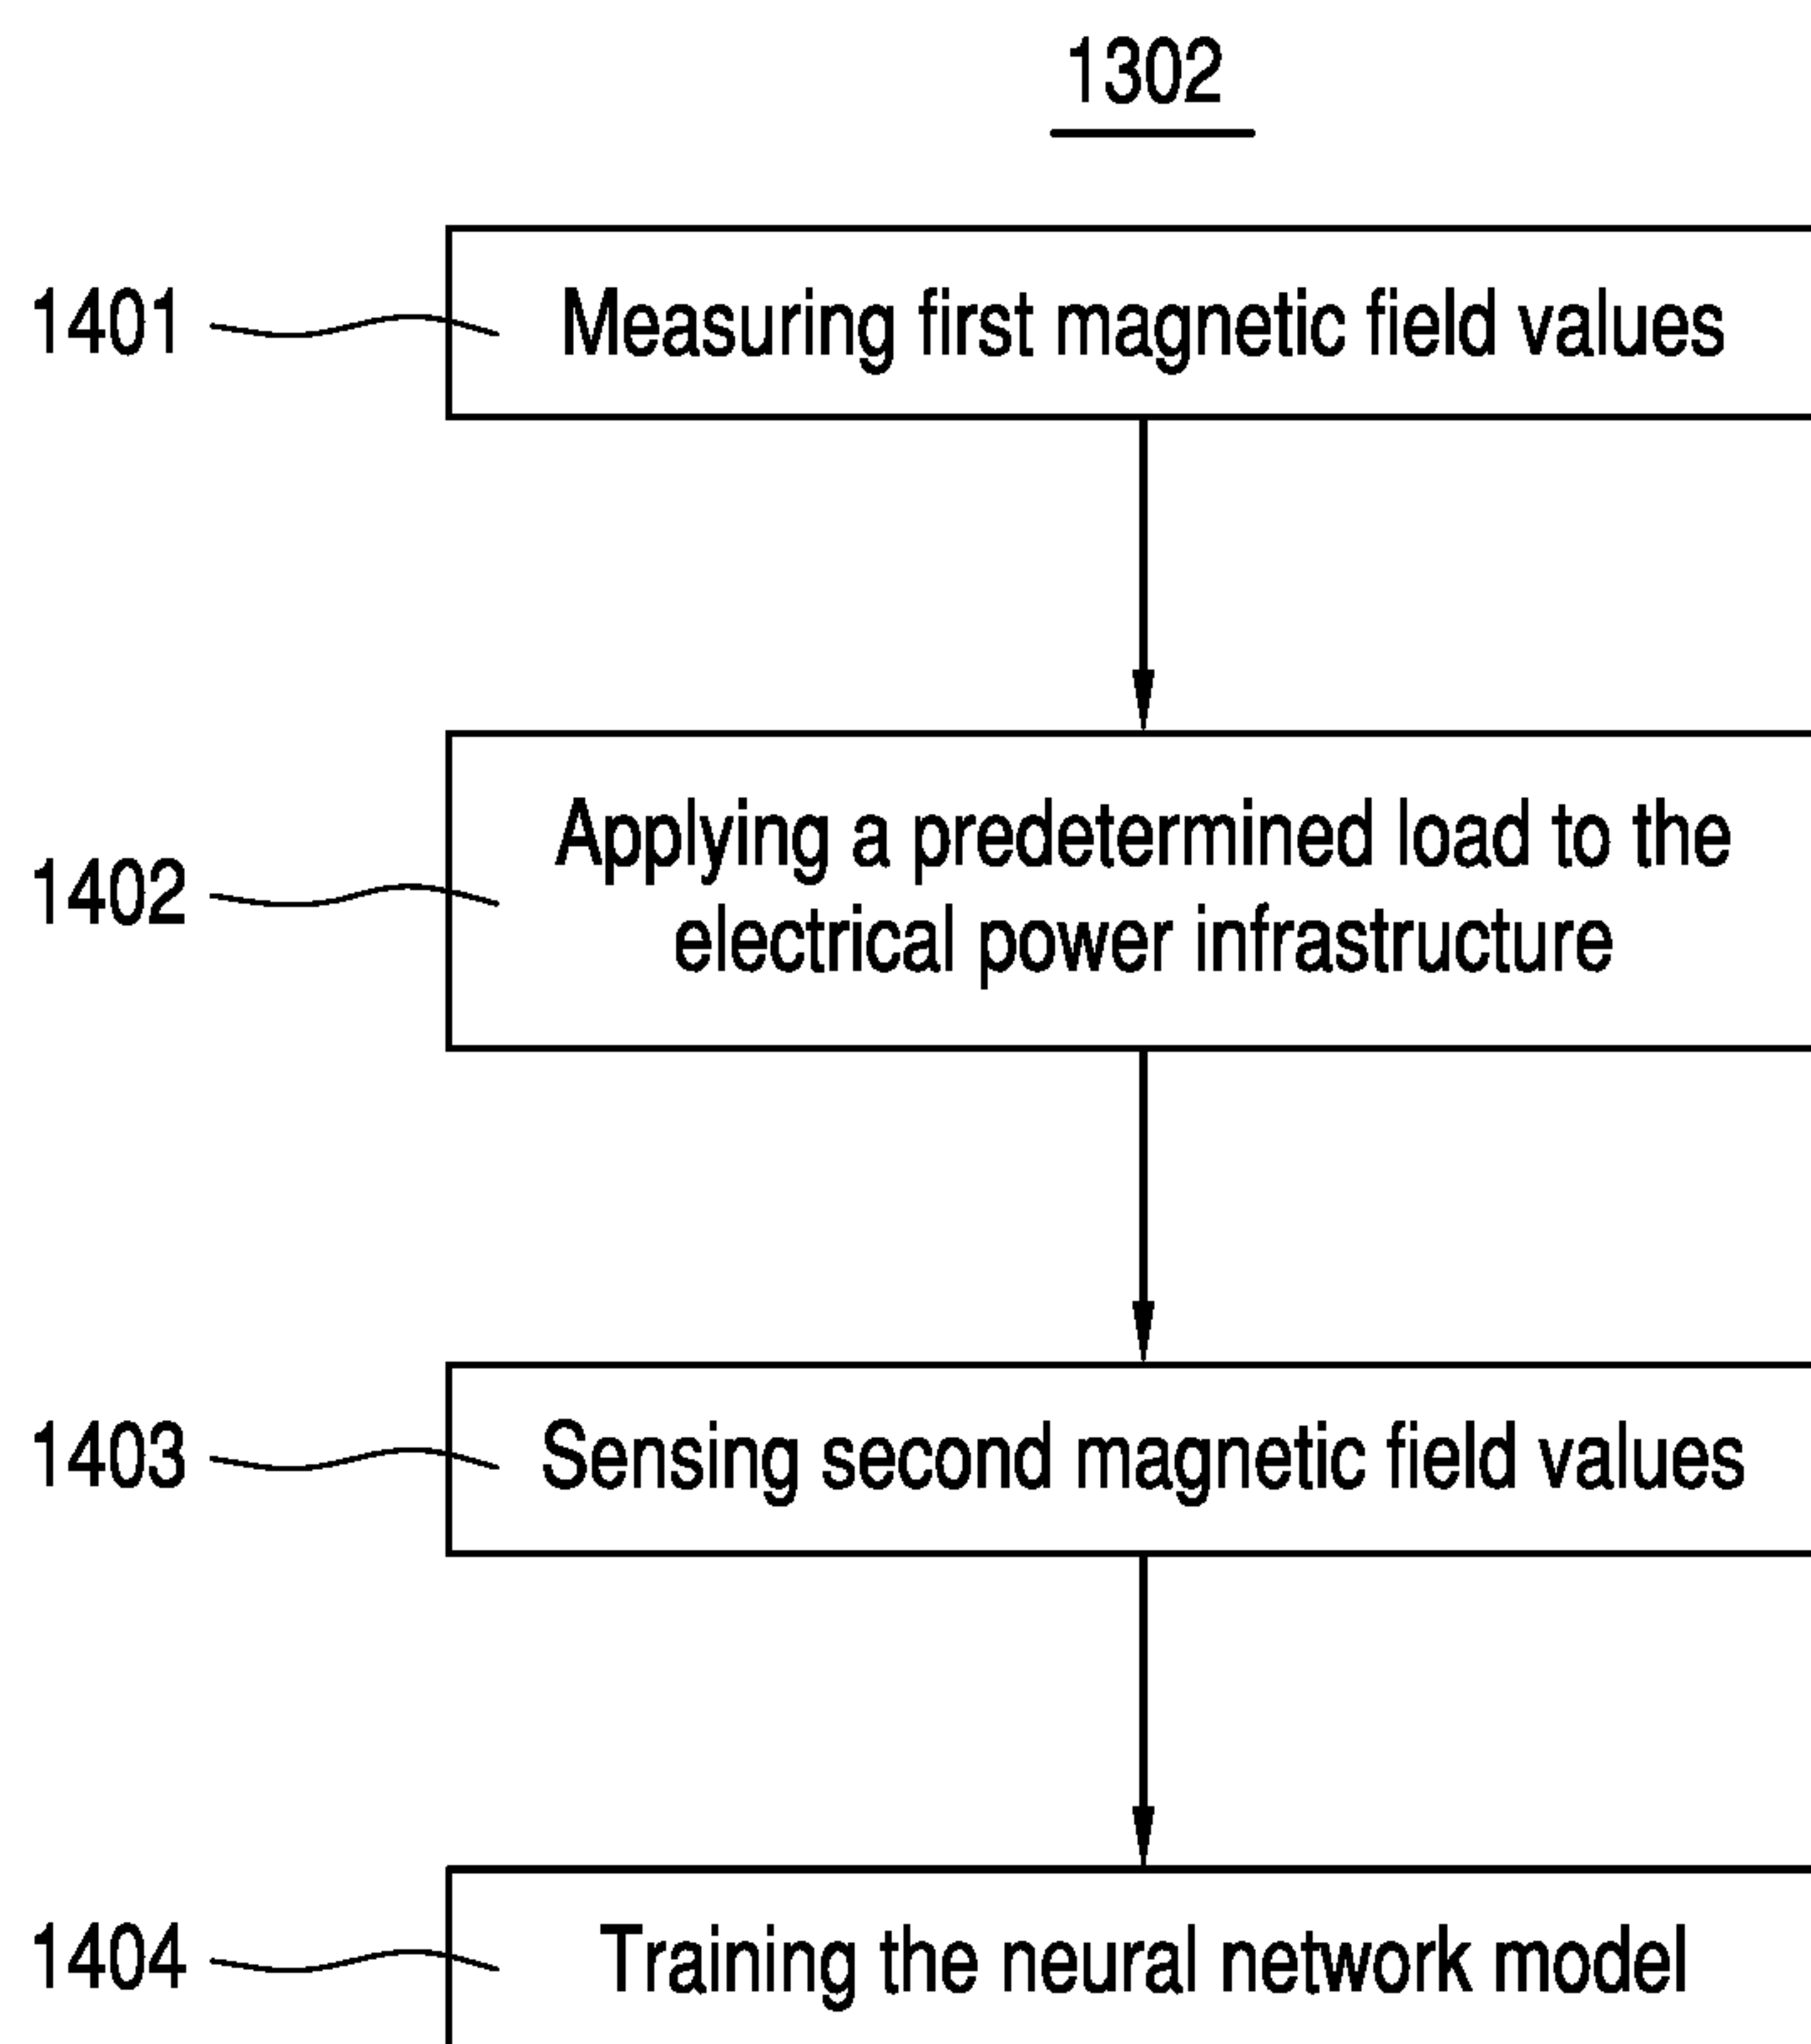 1302
1401
Measuring first magnetic field values
1402
Applying a predetermined load to the
electrical power infrastructure
1403
Sensing second magnetic field values
1404
Training the neural network model